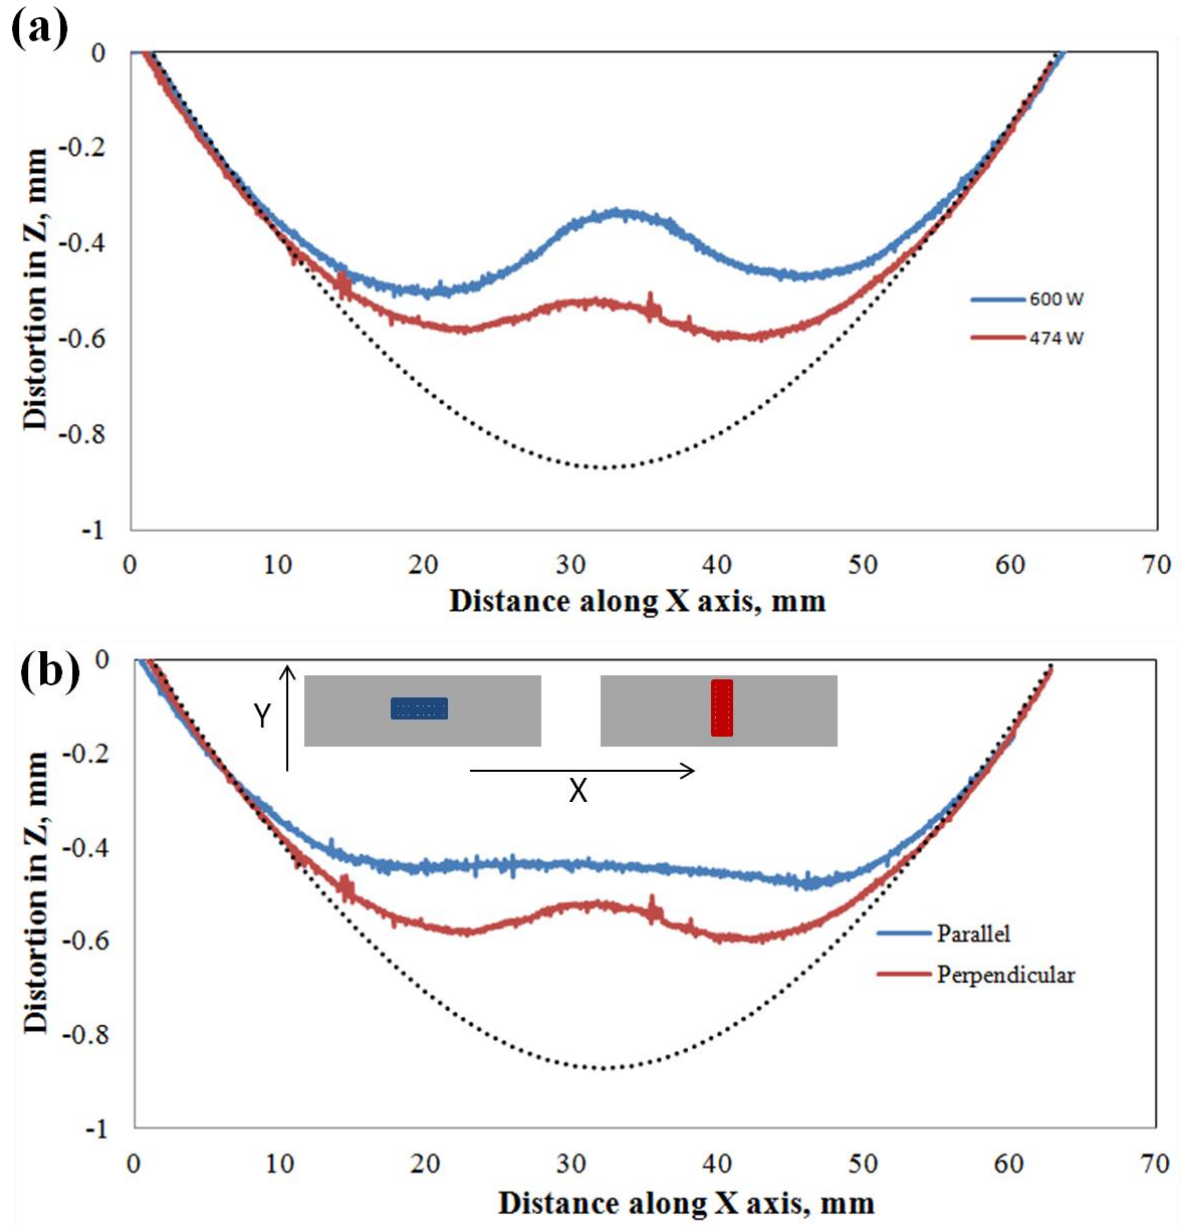 (a)
0
-0.2
-0.4
-0.6
-0.8
-1
Distortion in Z, mm
600 W
474 W
0 10 20 30 40 50 60 70
Distance along X axis, mm
(b)
0
-0.2
-0.4
-0.6
-0.8
-1
Distortion in Z, mm
Y
X
Parallel
Perpendicular
0 10 20 30 40 50 60 70
Distance along X axis, mm